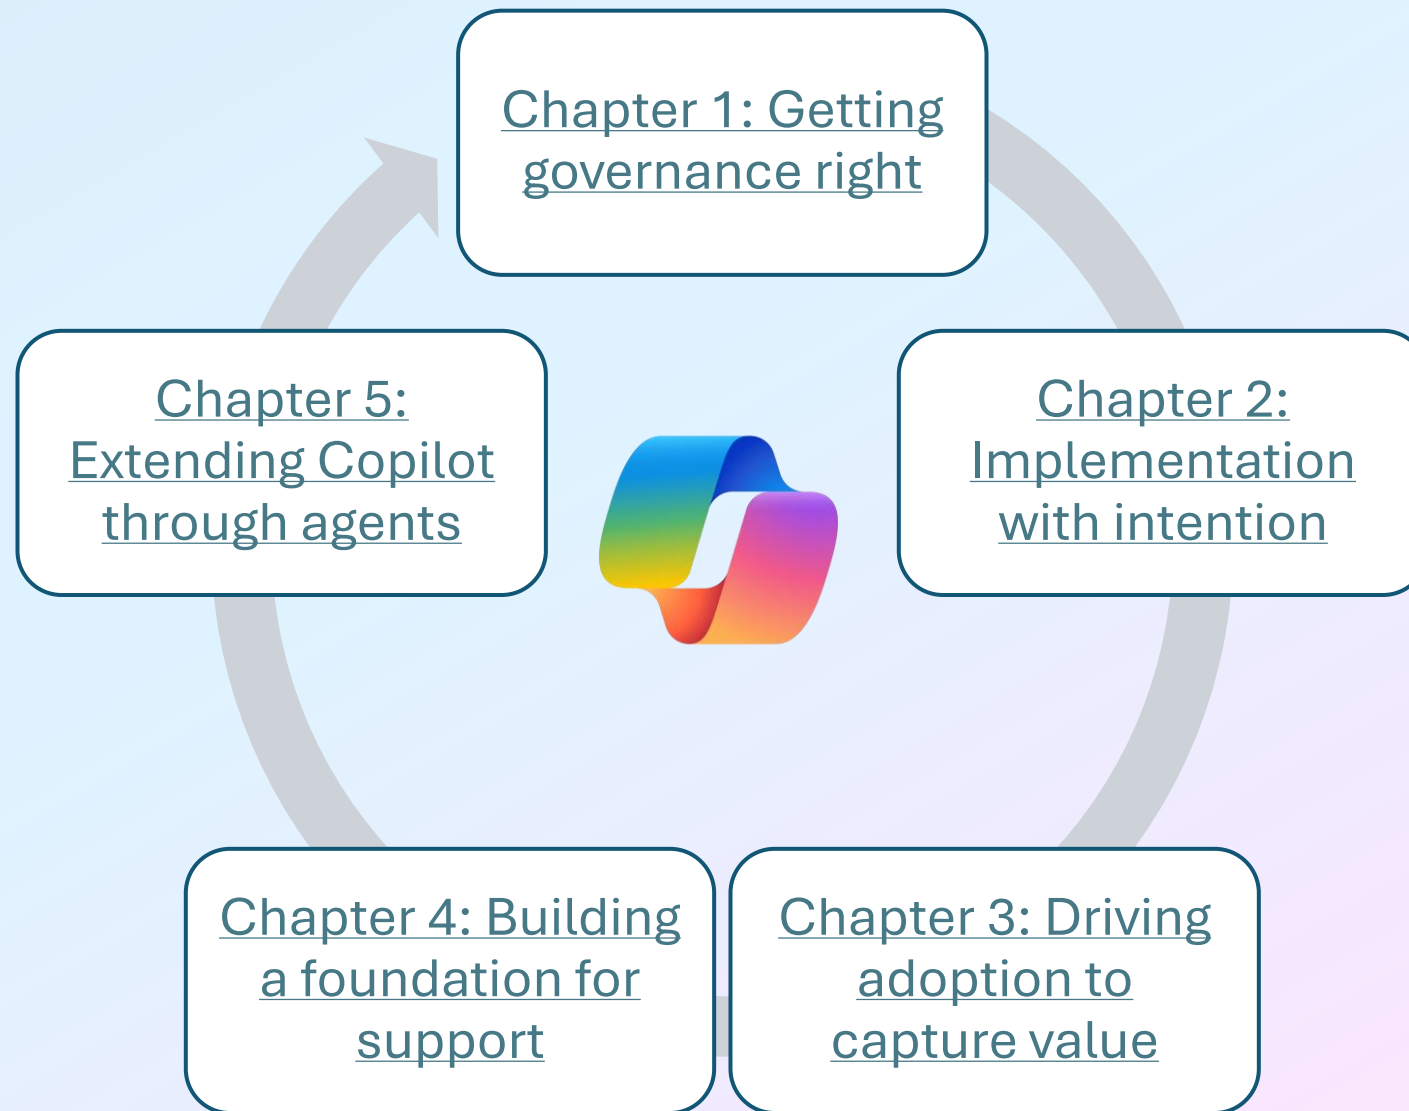 Chapter 1: Getting
governance right
Chapter 2:
Implementation
with intention
Chapter 3: Driving
adoption to
capture value
Chapter 4: Building
a foundation for
support
Chapter 5:
Extending Copilot
through agents